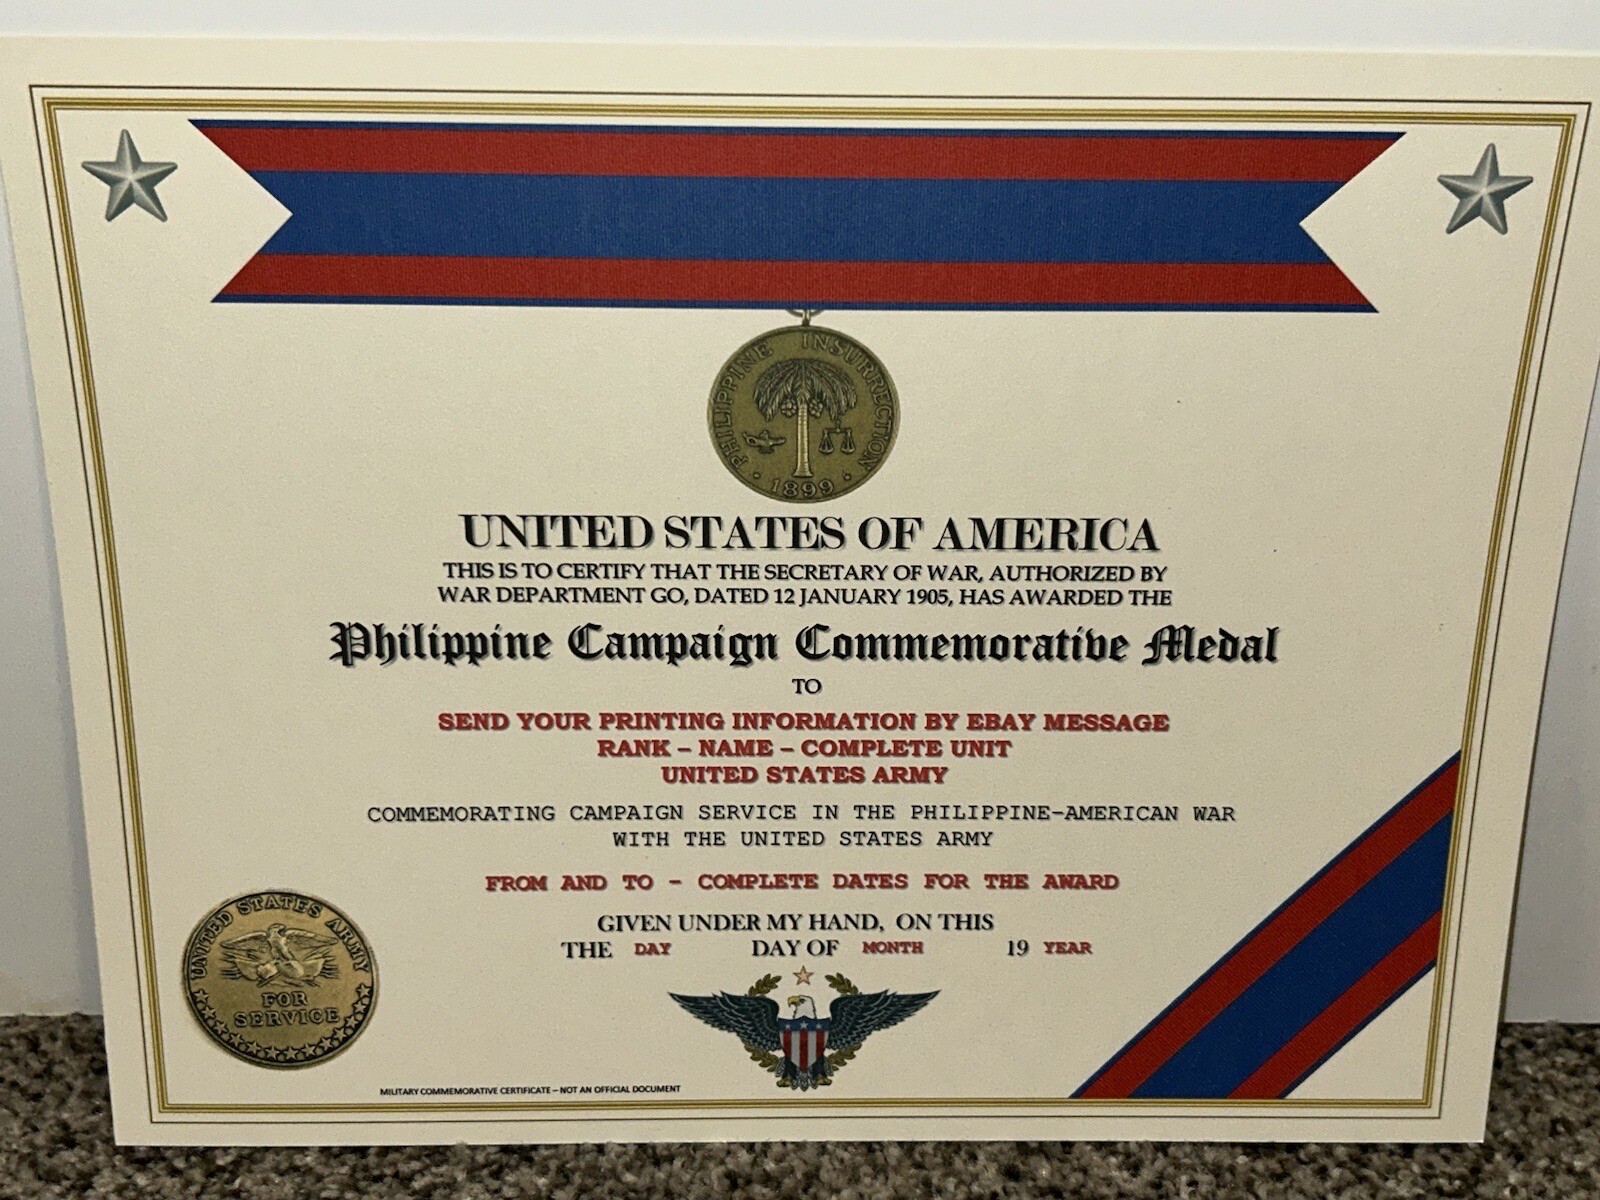 PHILIPPINE INSURRECTION
· 1899 ·
UNITED STATES OF AMERICA
THIS IS TO CERTIFY THAT THE SECRETARY OF WAR, AUTHORIZED BY
WAR DEPARTMENT GO, DATED 12 JANUARY 1905, HAS AWARDED THE
Philippine Campaign Commemorative Medal
TO
SEND YOUR PRINTING INFORMATION BY EBAY MESSAGE
RANK – NAME – COMPLETE UNIT
UNITED STATES ARMY
COMMEMORATING CAMPAIGN SERVICE IN THE PHILIPPINE-AMERICAN WAR
WITH THE UNITED STATES ARMY
FROM AND TO - COMPLETE DATES FOR THE AWARD
GIVEN UNDER MY HAND, ON THIS
THE DAY DAY OF MONTH 19 YEAR
UNITED STATES ARMY
FOR
SERVICE
MILITARY COMMEMORATIVE CERTIFICATE – NOT AN OFFICIAL DOCUMENT